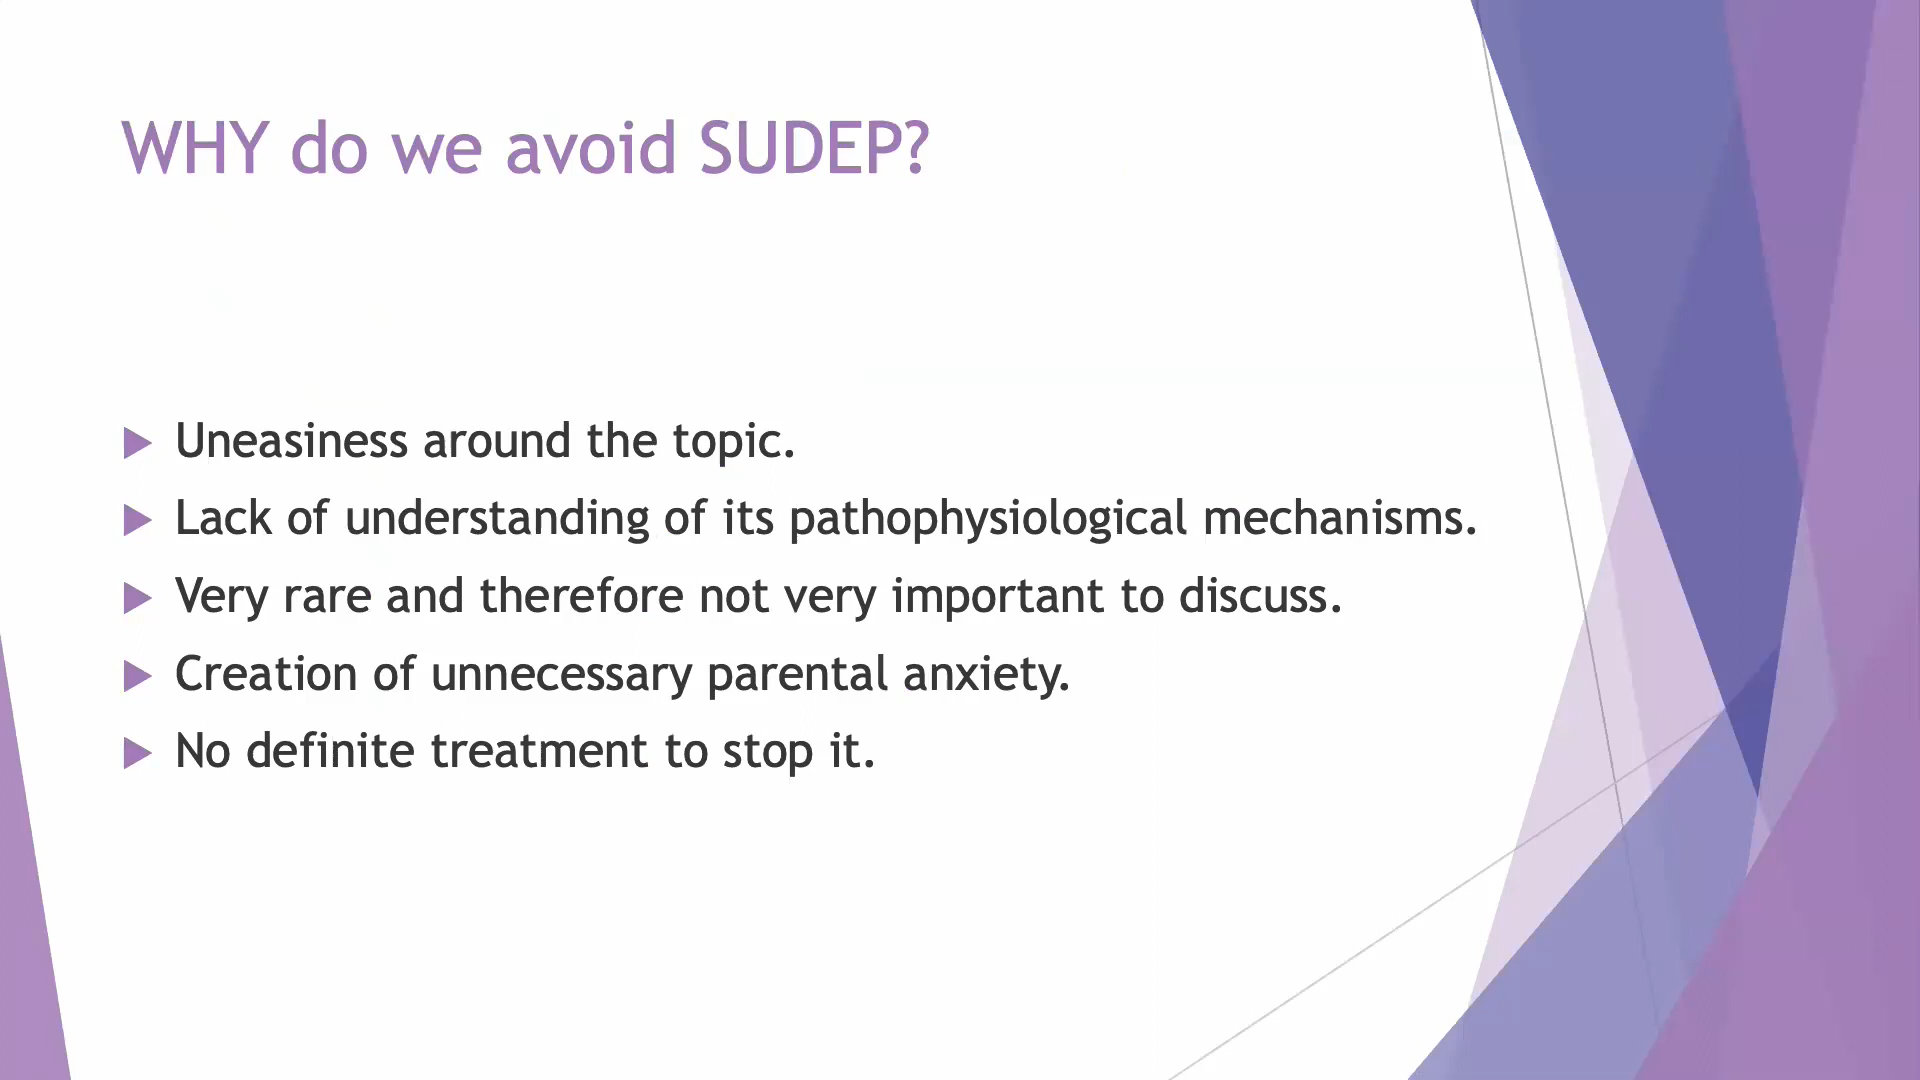 WHY do we avoid SUDEP?
Uneasiness around the topic.
Lack of understanding of its pathophysiological mechanisms.
Very rare and therefore not very important to discuss.
Creation of unnecessary parental anxiety.
No definite treatment to stop it.